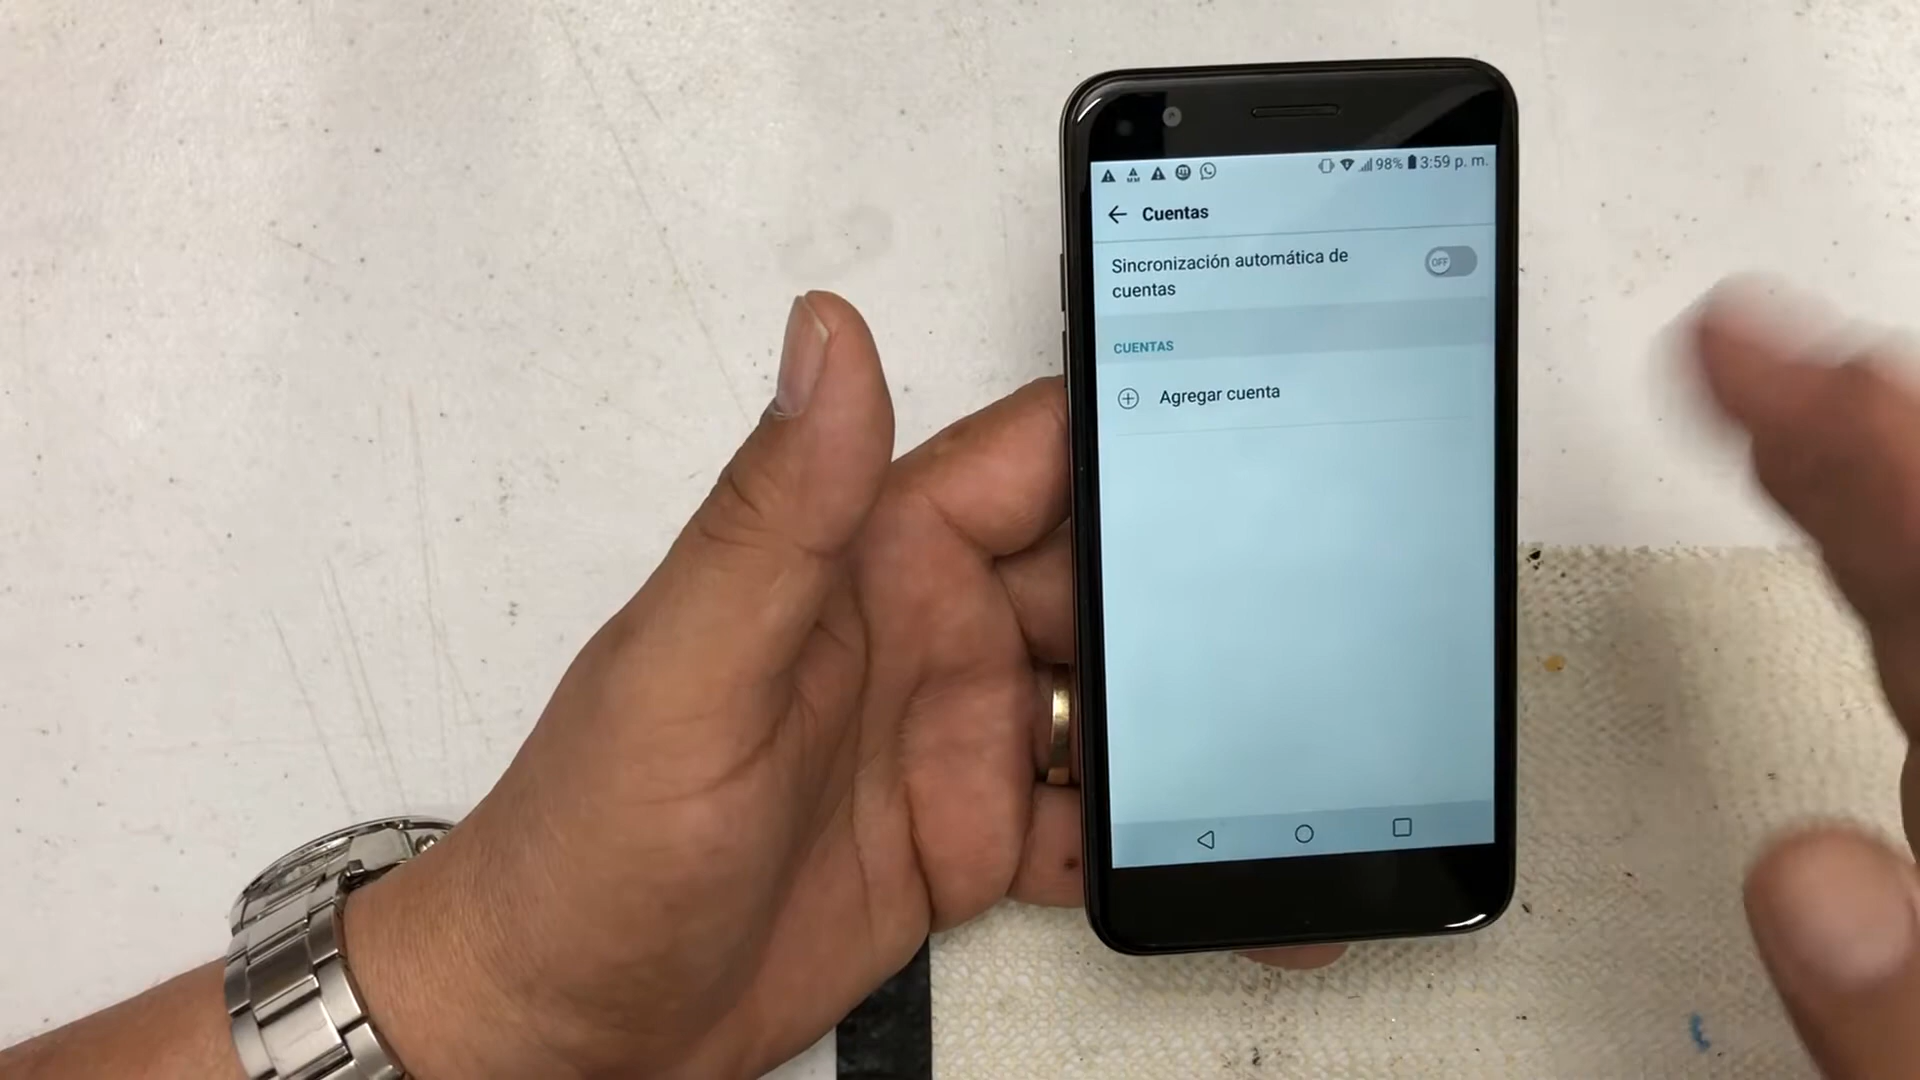 98% 3:59 p. m.
Cuentas
Sincronización automática de
cuentas
OFF
CUENTAS
Agregar cuenta